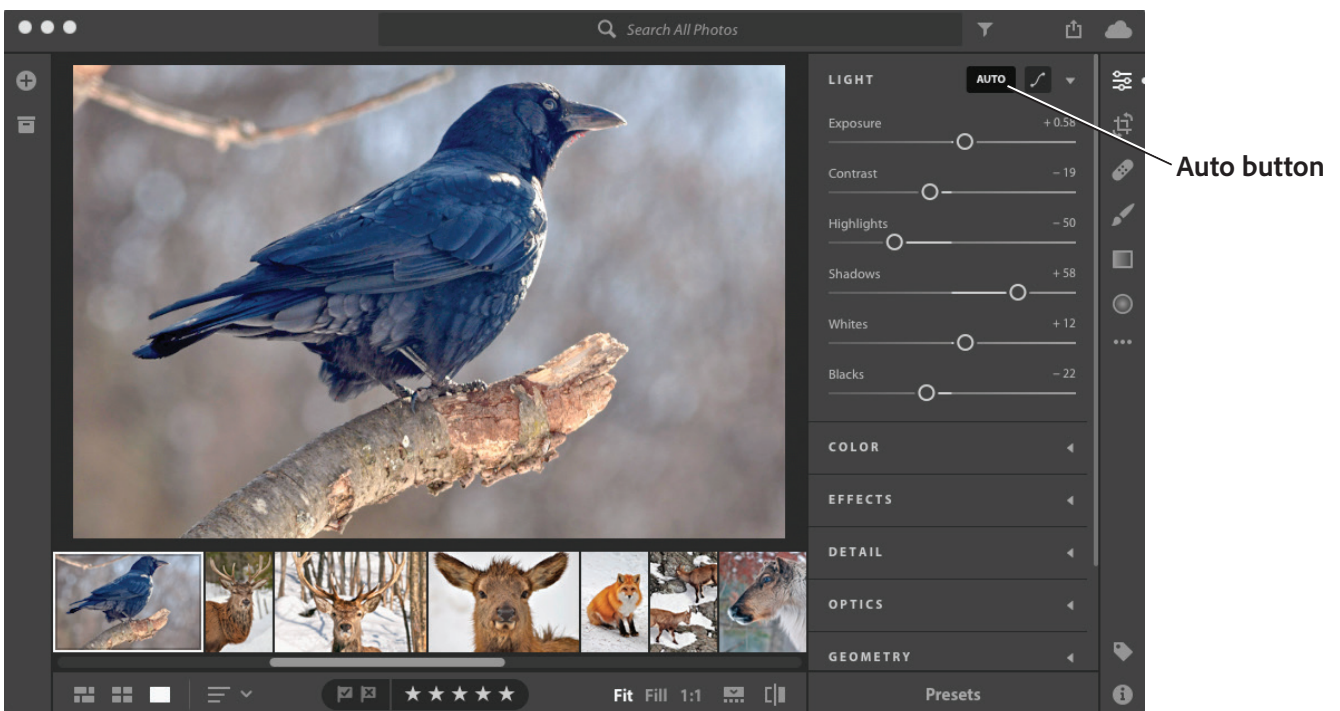 Search All Photos
LIGHT
AUTO
Exposure
+ 0.58
Contrast
– 19
Highlights
– 50
Shadows
+ 58
Whites
+ 12
Blacks
– 22
COLOR
EFFECTS
DETAIL
OPTICS
GEOMETRY
Fit Fill 1:1
Presets
Auto button